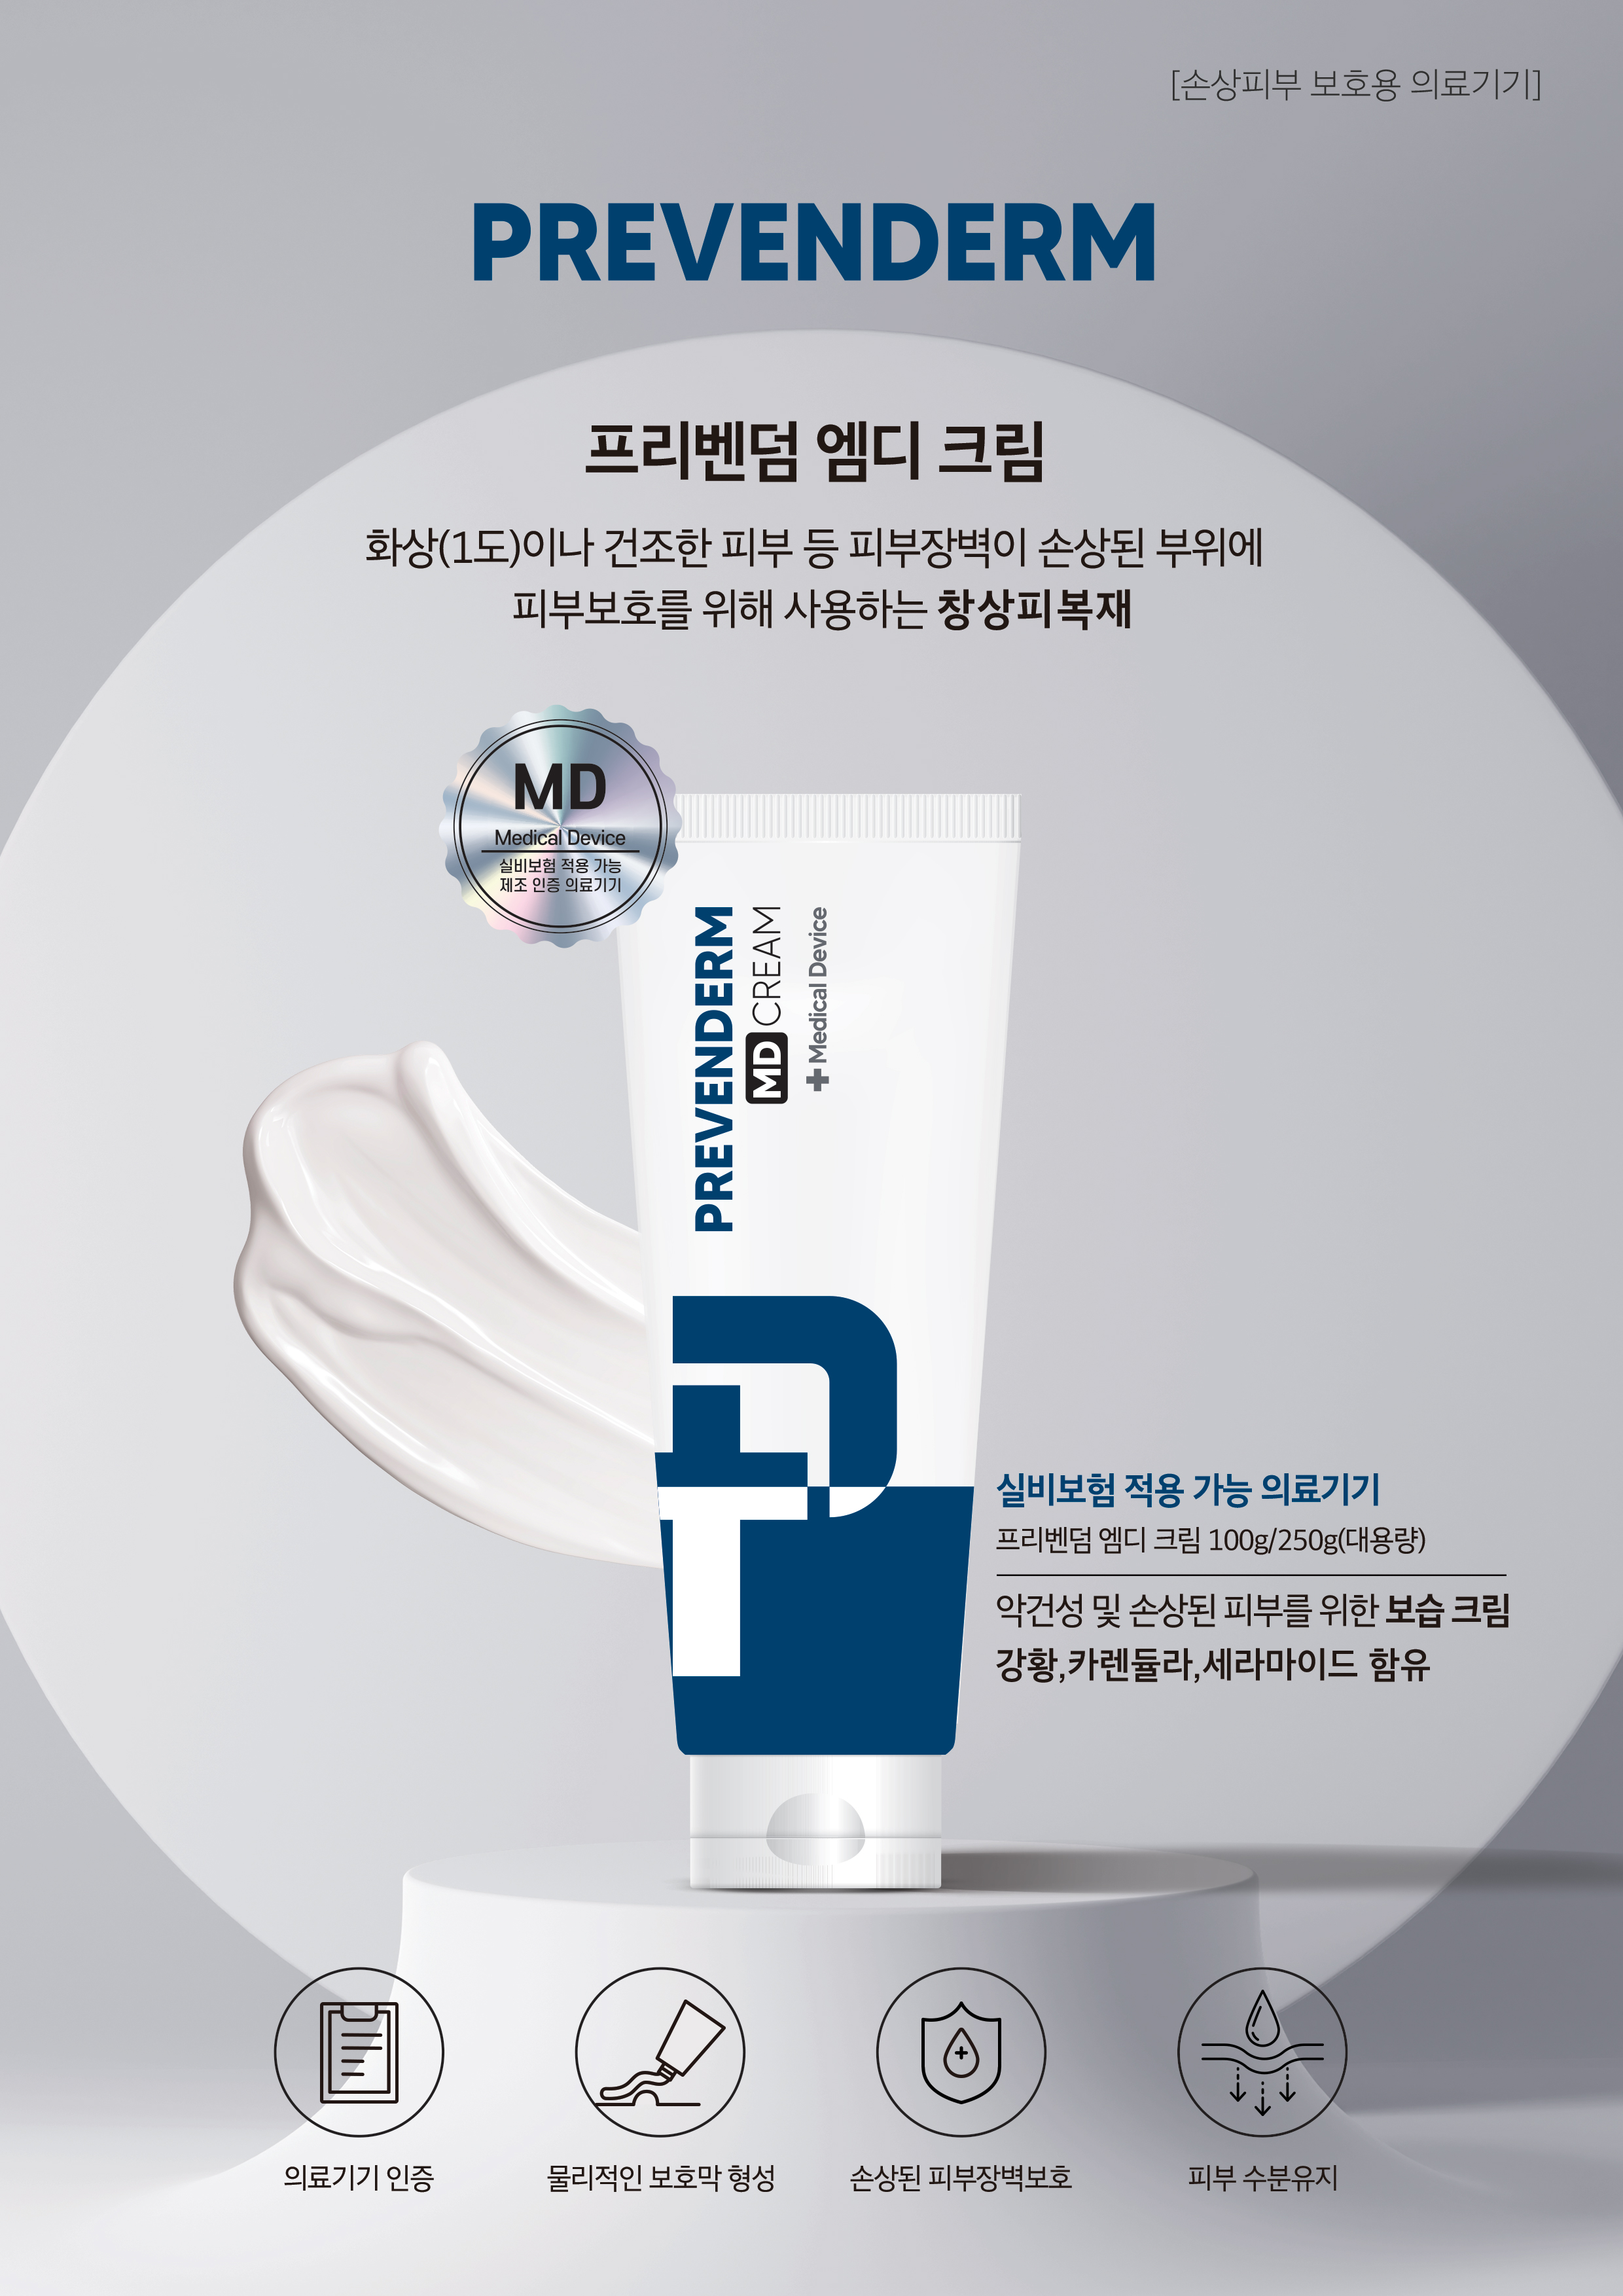 [손상피부 보호용 의료기기]
PREVENDERM
프리벤덤 엠디 크림
화상(1도)이나 건조한 피부 등 피부장벽이 손상된 부위에
피부보호를 위해 사용하는 창상피복재
MD
Medical Device
실비보험 적용 가능
제조 인증 의료기기
PREVENDERM
MD CREAM
Medical Device
실비보험 적용 가능 의료기기
프리벤덤 엠디 크림 100g/250g(대용량)
악건성 및 손상된 피부를 위한 보습 크림
강황,카렌듈라,세라마이드 함유
의료기기 인증
물리적인 보호막 형성
손상된 피부장벽보호
피부 수분유지